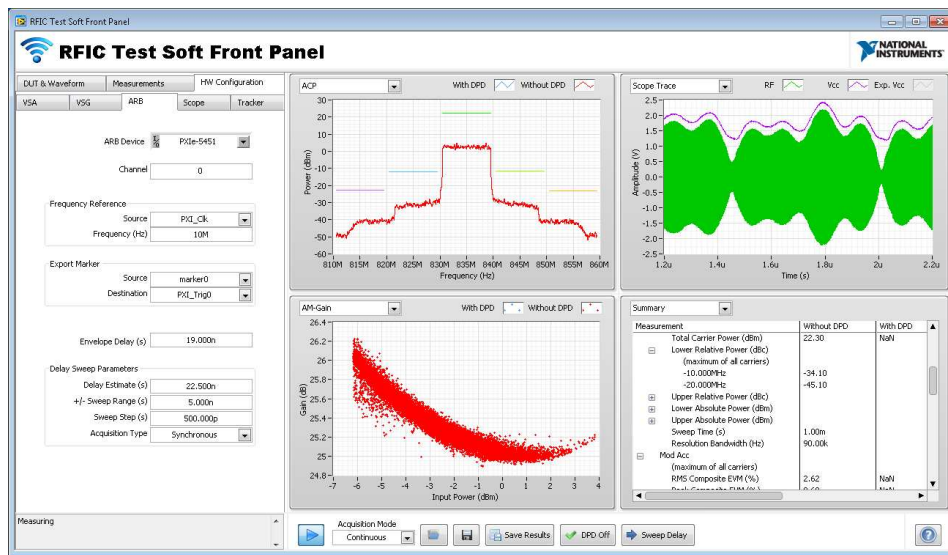 RFIC Test Soft Front Panel
RFIC Test Soft Front Panel
NATIONAL INSTRUMENTS
DUT & Waveform Measurements HW Configuration
VSA VSG ARB Scope Tracker
ARB Device PXIe-5451
Channel 0
Frequency Reference
Source PXI_Clk
Frequency (Hz) 10M
Export Marker
Source marker0
Destination PXI_Trig0
Envelope Delay (s) 19.000n
Delay Sweep Parameters
Delay Estimate (s) 22.500n
+/- Sweep Range (s) 5.000n
Sweep Step (s) 500.000p
Acquisition Type Synchronous
Measuring
ACP With DPD Without DPD
Power (dBm)
30
20
10
0
-10
-20
-30
-40
-50
-60
810M 815M 820M 825M 830M 835M 840M 845M 850M 855M 860M
Frequency (Hz)
Scope Trace RF Vcc Exp. Vcc
Amplitude (V)
2.5
2.0
1.5
1.0
0.5
0.0
-0.5
-1.0
-1.5
-2.0
-2.5
1.2u 1.4u 1.6u 1.8u 2u 2.2u
Time (s)
AM-Gain With DPD Without DPD
Gain (dB)
26.4
26.2
26
25.8
25.6
25.4
25.2
25
24.8
-7 -6 -5 -4 -3 -2 -1 0 1 2 3 4
Input Power (dBm)
Summary
Measurement Without DPD With DPD
Total Carrier Power (dBm) 22.30 NaN
Lower Relative Power (dBc)
(maximum of all carriers)
-10.000MHz -34.10
-20.000MHz -45.10
Upper Relative Power (dBc)
Lower Absolute Power (dBm)
Upper Absolute Power (dBm)
Sweep Time (s) 1.00m
Resolution Bandwidth (Hz) 90.00k
Mod Acc
(maximum of all carriers)
RMS Composite EVM (%) 2.62 NaN
Acquisition Mode
Continuous Save Results DPD Off Sweep Delay